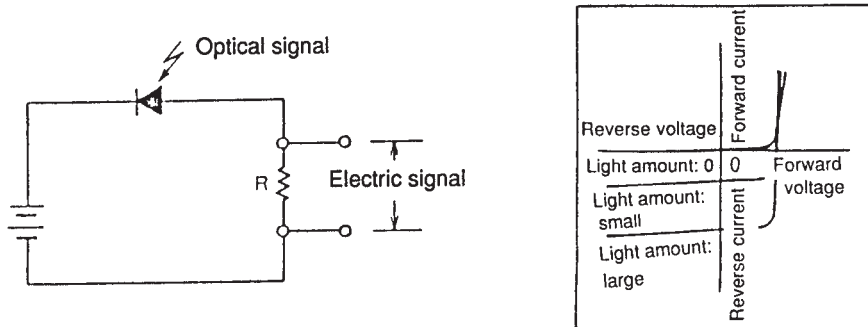 Optical signal
R
Electric signal
Forward current
Reverse voltage
Light amount: 0
0
Forward
voltage
Light amount:
small
Light amount:
large
Reverse current